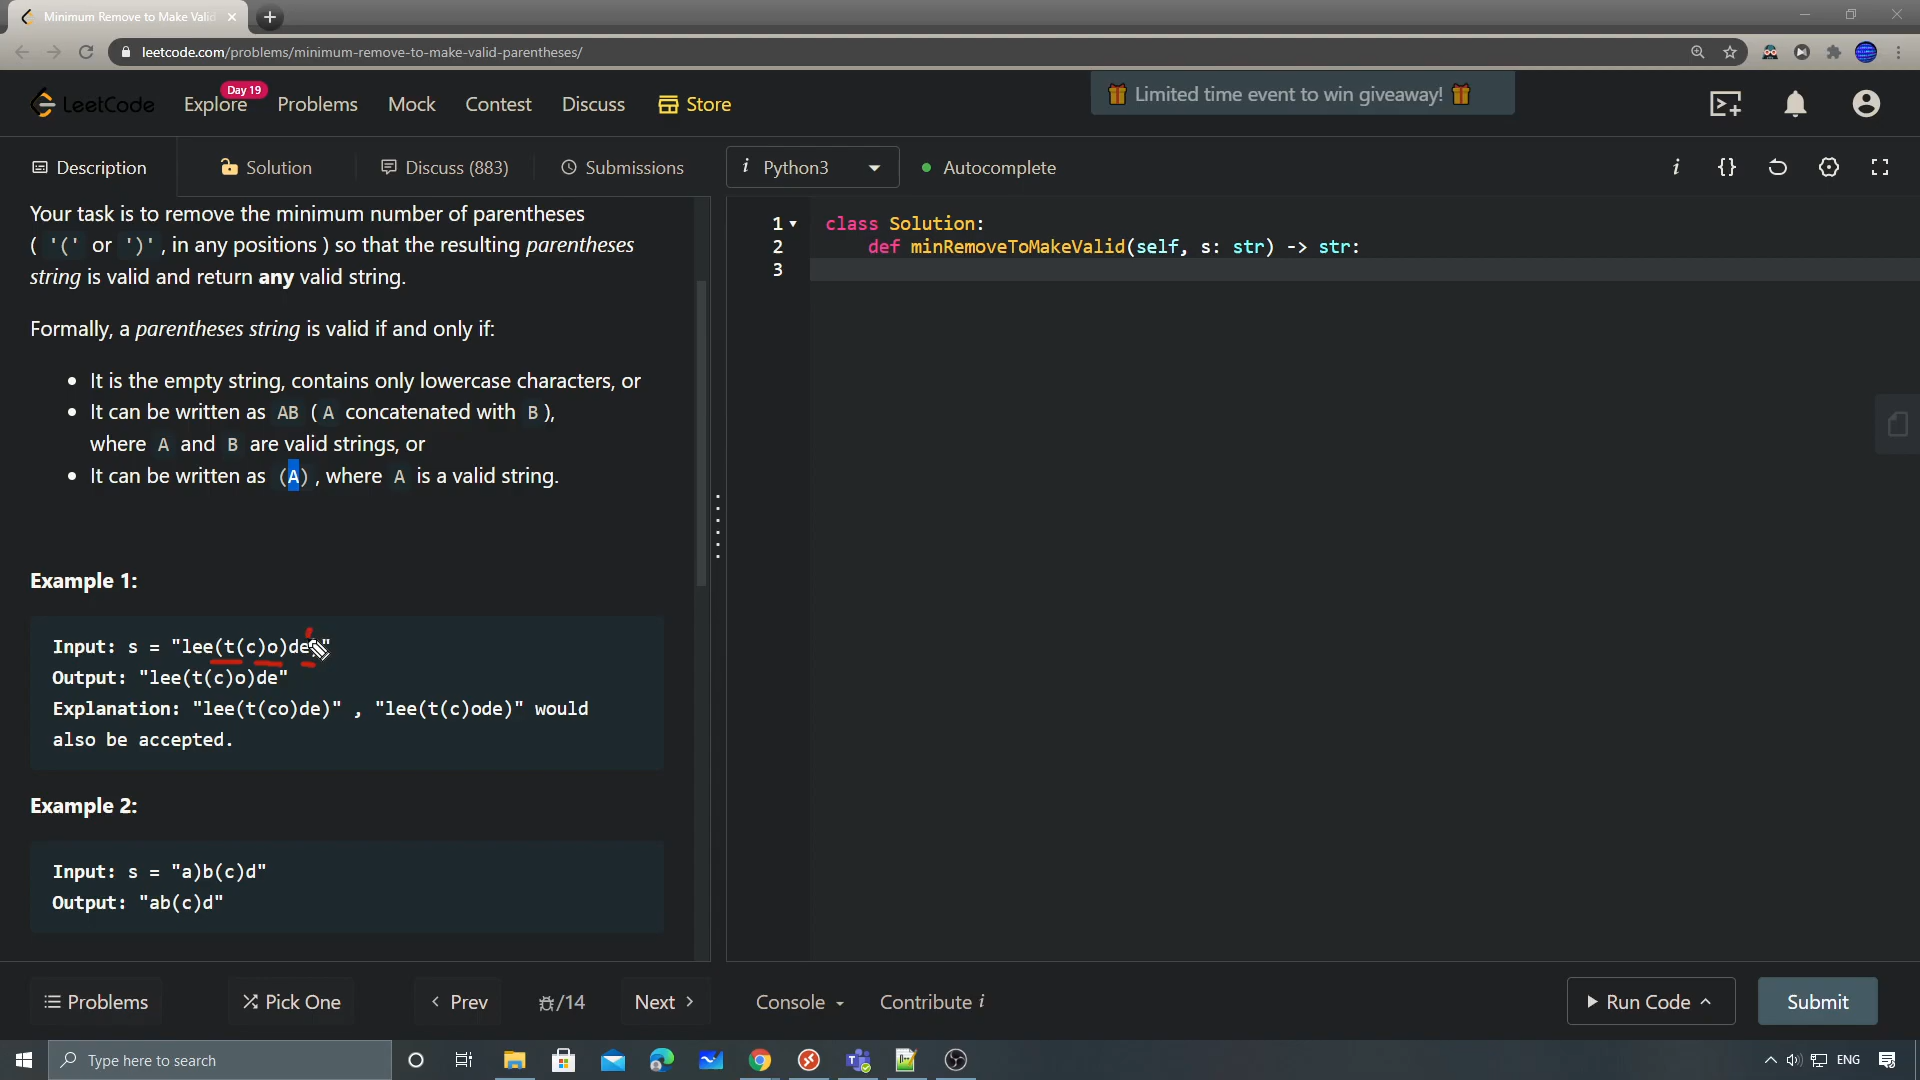 Minimum Remove to Make Valid
leetcode.com/problems/minimum-remove-to-make-valid-parentheses/
LeetCode
Explore
Day 19
Problems
Mock
Contest
Discuss
Store
Limited time event to win giveaway!
Description
Solution
Discuss (883)
Submissions
i Python3
Autocomplete
i
{}
Your task is to remove the minimum number of parentheses
( '(' or ')', in any positions ) so that the resulting parentheses
string is valid and return any valid string.
Formally, a parentheses string is valid if and only if:
• It is the empty string, contains only lowercase characters, or
• It can be written as AB (A concatenated with B),
where A and B are valid strings, or
• It can be written as (A), where A is a valid string.
Example 1:
Input: s = "lee(t(c)o)de)"
Output: "lee(t(c)o)de"
Explanation: "lee(t(co)de)" , "lee(t(c)ode)" would
also be accepted.
Example 2:
Input: s = "a)b(c)d"
Output: "ab(c)d"
1 class Solution:
2 def minRemoveToMakeValid(self, s: str) -> str:
3
Problems
Pick One
Prev
/14
Next
Console
Contribute i
Run Code
Submit
Type here to search
ENG